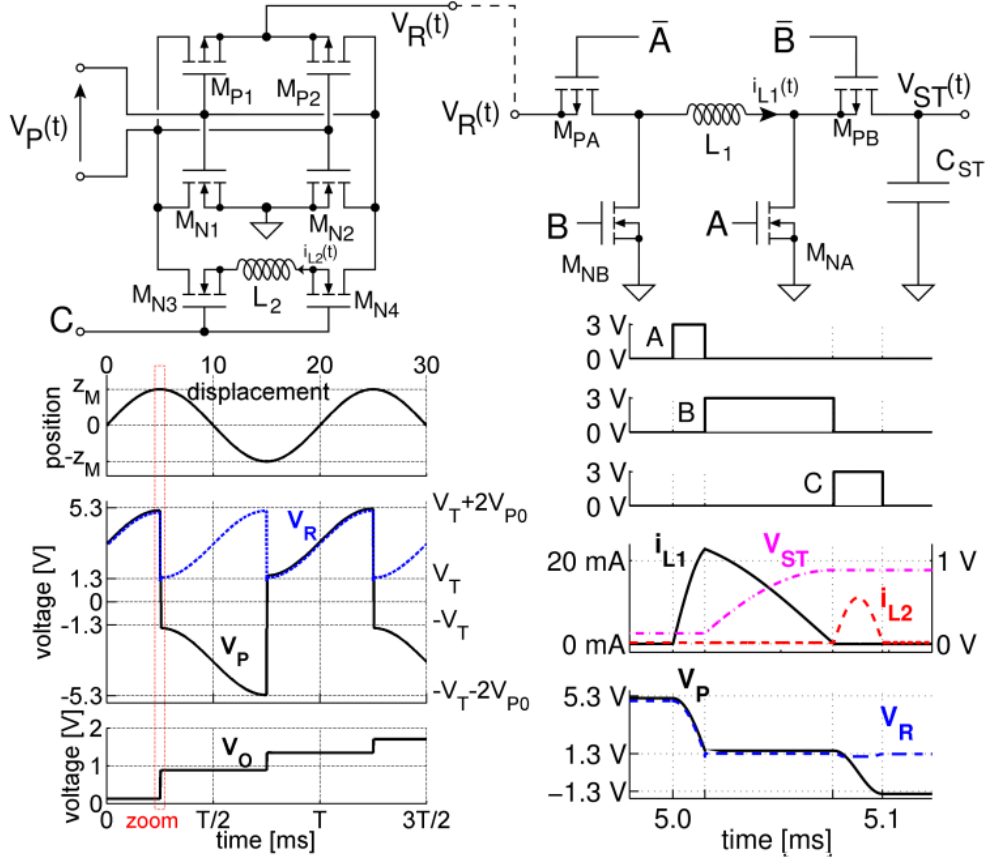 V_R(t)
M_P1 M_P2
V_P(t)
M_N1 M_N2
i_L2(t)
M_N3 L_2 M_N4
C
A̅ B̅
V_R(t) i_L1(t) V_ST(t)
M_PA L_1 M_PB
C_ST
B A
M_NB M_NA
0 10 20 30
displacement
position
z_M
0
-z_M
voltage [V]
5.3 V_T+2V_P0
V_R
1.3 V_T
0
-1.3 -V_T
V_P
-5.3 -V_T-2V_P0
voltage [V]
2
1
0
V_O
0 zoom T/2 T 3T/2
time [ms]
3 V A
0 V
3 V B
0 V
3 V C
0 V
20 mA i_L1 V_ST 1 V
i_L2
0 mA 0 V
5.3 V V_P
V_R
1.3 V
−1.3 V
5.0 5.1
time [ms]